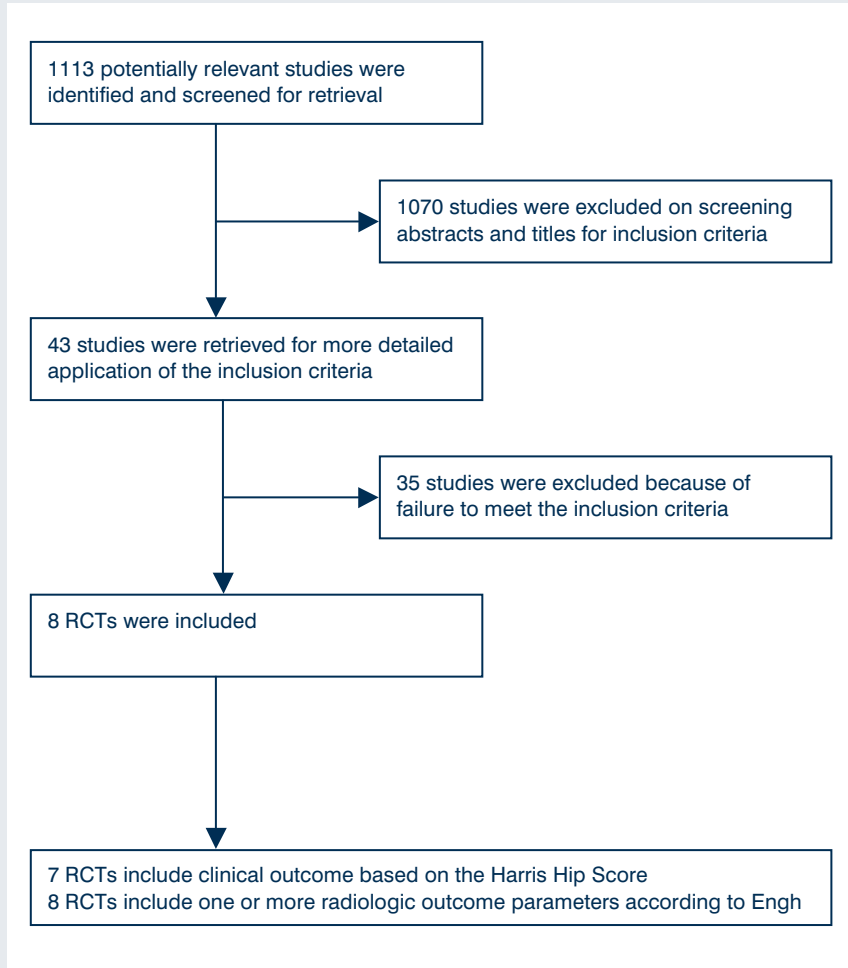 1113 potentially relevant studies were
identified and screened for retrieval
1070 studies were excluded on screening
abstracts and titles for inclusion criteria
43 studies were retrieved for more detailed
application of the inclusion criteria
35 studies were excluded because of
failure to meet the inclusion criteria
8 RCTs were included
7 RCTs include clinical outcome based on the Harris Hip Score
8 RCTs include one or more radiologic outcome parameters according to Engh